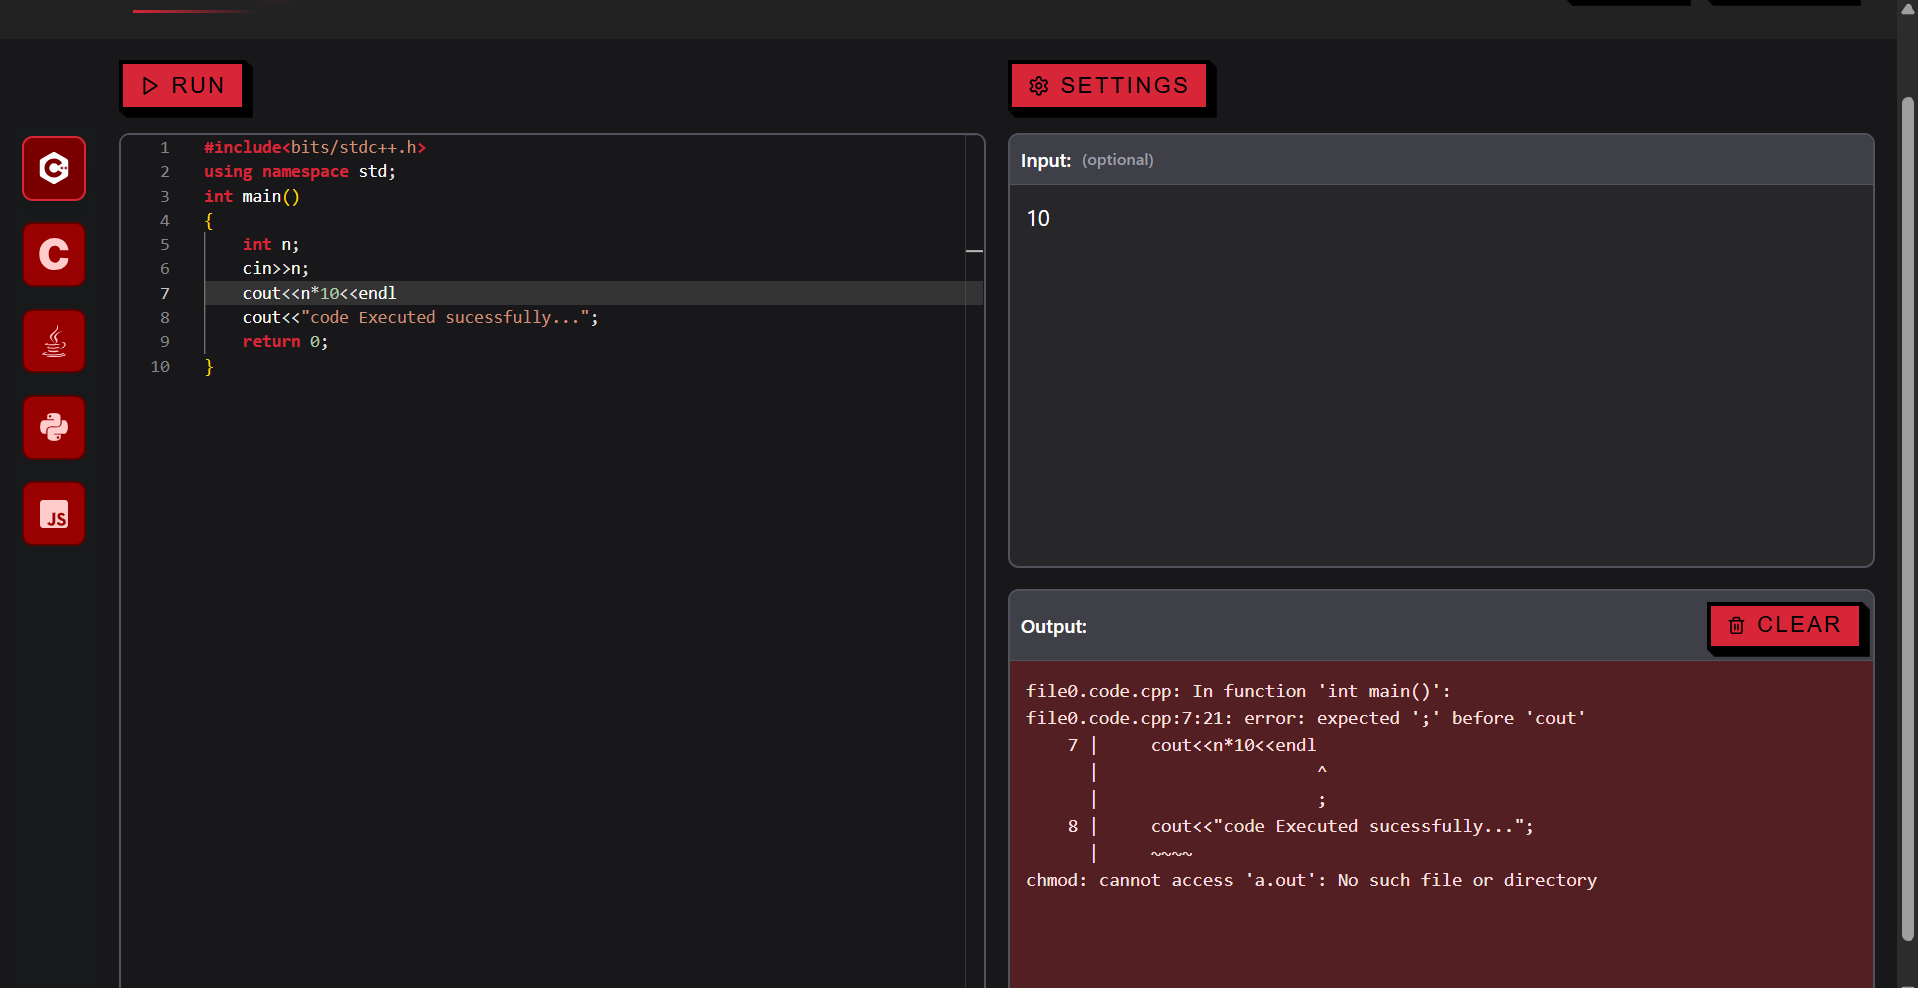 RUN
SETTINGS
1 #include<bits/stdc++.h>
2 using namespace std;
3 int main()
4 {
5 int n;
6 cin>>n;
7 cout<<n*10<<endl
8 cout<<"code Executed sucessfully...";
9 return 0;
10 }
C
JS
Input: (optional)
10
Output:
CLEAR
file0.code.cpp: In function 'int main()':
file0.code.cpp:7:21: error: expected ';' before 'cout'
7 | cout<<n*10<<endl
| ^
| ;
8 | cout<<"code Executed sucessfully...";
| ~~~~
chmod: cannot access 'a.out': No such file or directory